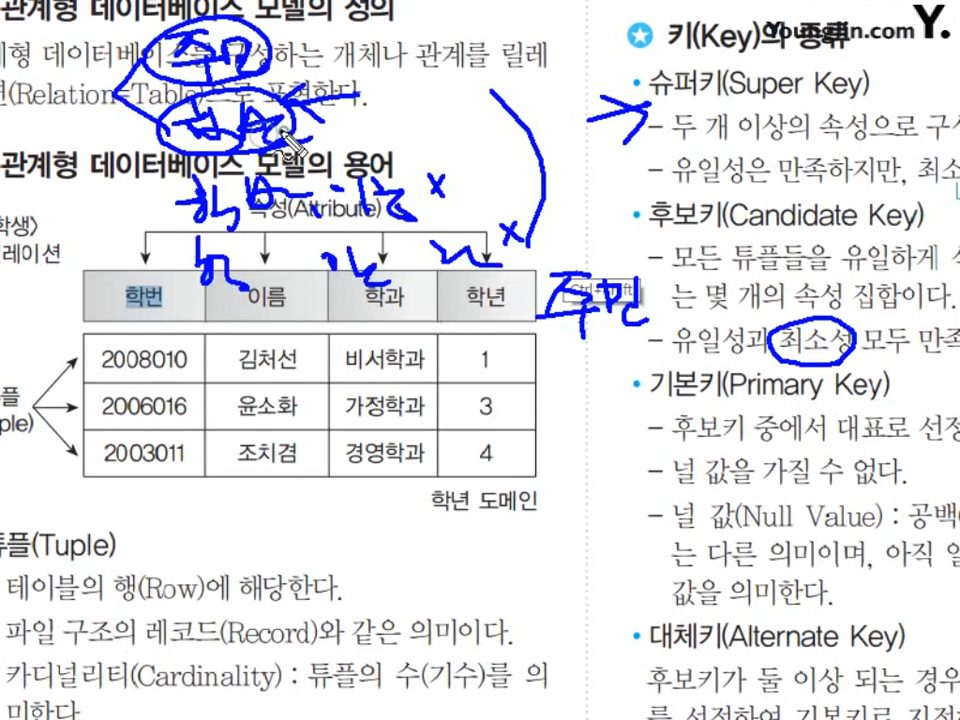 관계형 데이터베이스 모델의 정의
계형 데이터베이스를 구성하는 개체나 관계를 릴레
(Relation=Table)으로 표현한다.
관계형 데이터베이스 모델의 용어
속성(Attribute)
학생>
릴레이션
학번 이름 학과 학년
2008010 김처선 비서학과 1
2006016 윤소화 가정학과 3
2003011 조치겸 경영학과 4
플
ple)
학년 도메인
튜플(Tuple)
테이블의 행(Row)에 해당한다.
파일 구조의 레코드(Record)와 같은 의미이다.
카디널리티(Cardinality) : 튜플의 수(기수)를 의
미한다
주민
학번
주민
Youngjin.com Y.
키(Key)의 종류
• 슈퍼키(Super Key)
– 두 개 이상의 속성으로 구성
– 유일성은 만족하지만, 최소
• 후보키(Candidate Key)
– 모든 튜플들을 유일하게 식
는 몇 개의 속성 집합이다.
– 유일성과 최소성 모두 만족
• 기본키(Primary Key)
– 후보키 중에서 대표로 선정
– 널 값을 가질 수 없다.
– 널 값(Null Value) : 공백(
는 다른 의미이며, 아직 일
값을 의미한다.
• 대체키(Alternate Key)
후보키가 둘 이상 되는 경우
를 선정하여 기본키로 지정